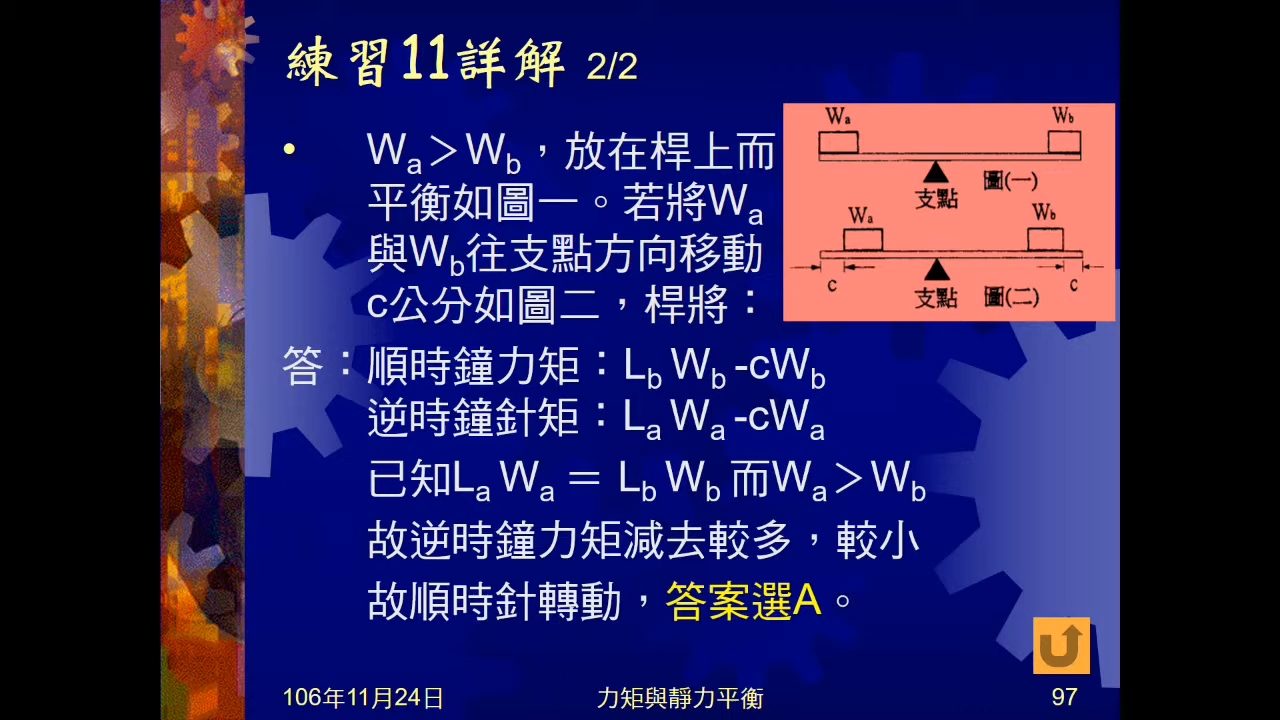 練習11詳解 2/2
• Wa＞Wb，放在桿上而
平衡如圖一。若將Wa
與Wb往支點方向移動
c公分如圖二，桿將：
Wa Wb
支點 圖(一)
Wa Wb
c 支點 圖(二) c
答：順時鐘力矩：Lb Wb -cWb
逆時鐘針矩：La Wa -cWa
已知La Wa ＝ Lb Wb 而Wa＞Wb
故逆時鐘力矩減去較多，較小
故順時針轉動，答案選A。
106年11月24日 力矩與靜力平衡 97